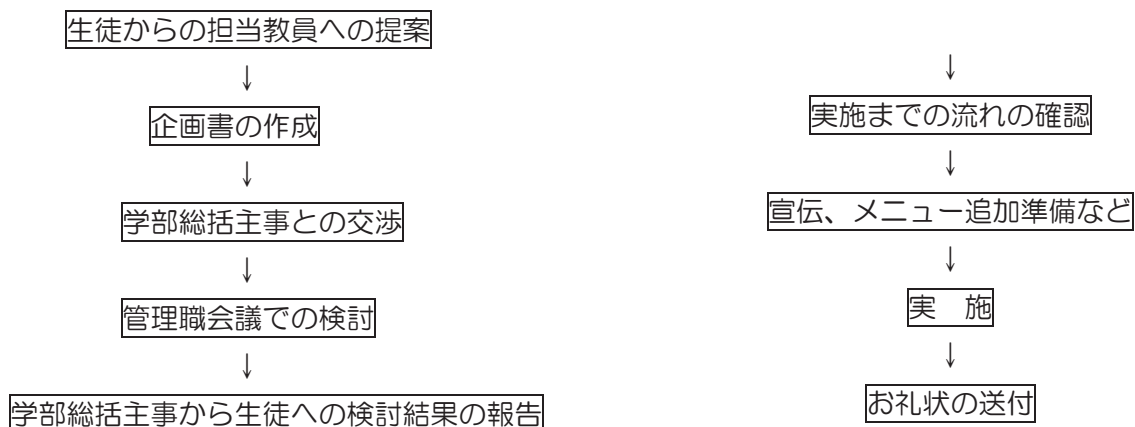 生徒からの担当教員への提案
↓
企画書の作成
↓
学部総括主事との交渉
↓
管理職会議での検討
↓
学部総括主事から生徒への検討結果の報告
↓
実施までの流れの確認
↓
宣伝、メニュー追加準備など
↓
実　施
↓
お礼状の送付